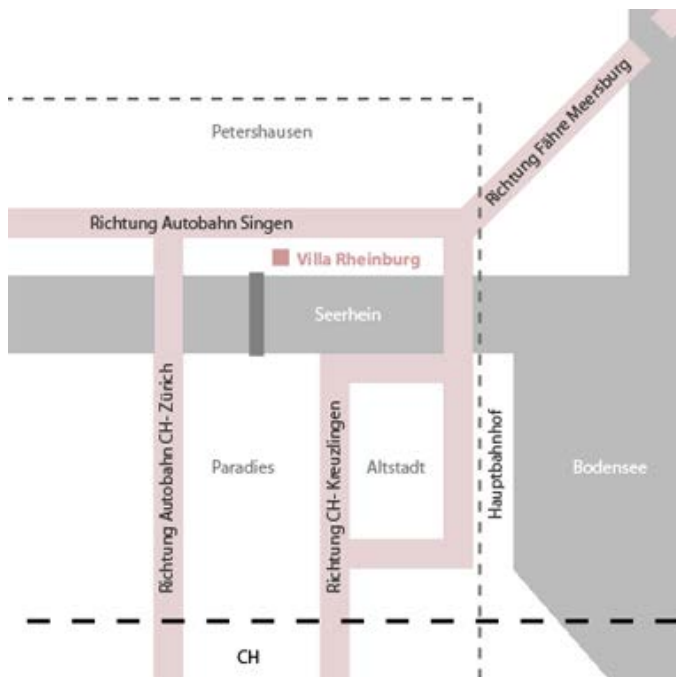 Petershausen
Richtung Fähre Meersburg
Richtung Autobahn Singen
Villa Rheinburg
Seerhein
Richtung Autobahn CH-Zürich
Paradies
Richtung CH-Kreuzlingen
Altstadt
Hauptbahnhof
Bodensee
CH